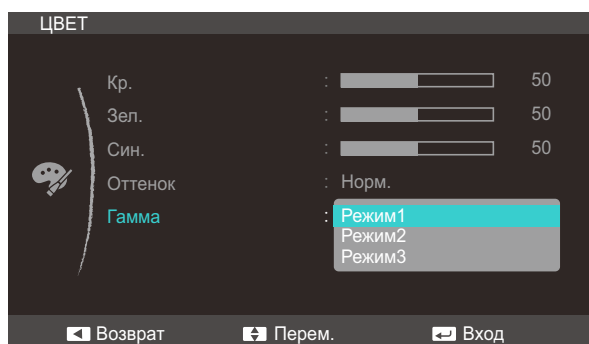 ЦВЕТ
Кр. : 50
Зел. : 50
Син. : 50
Оттенок : Норм.
Гамма : Режим1
Режим2
Режим3
Возврат Перем. Вход